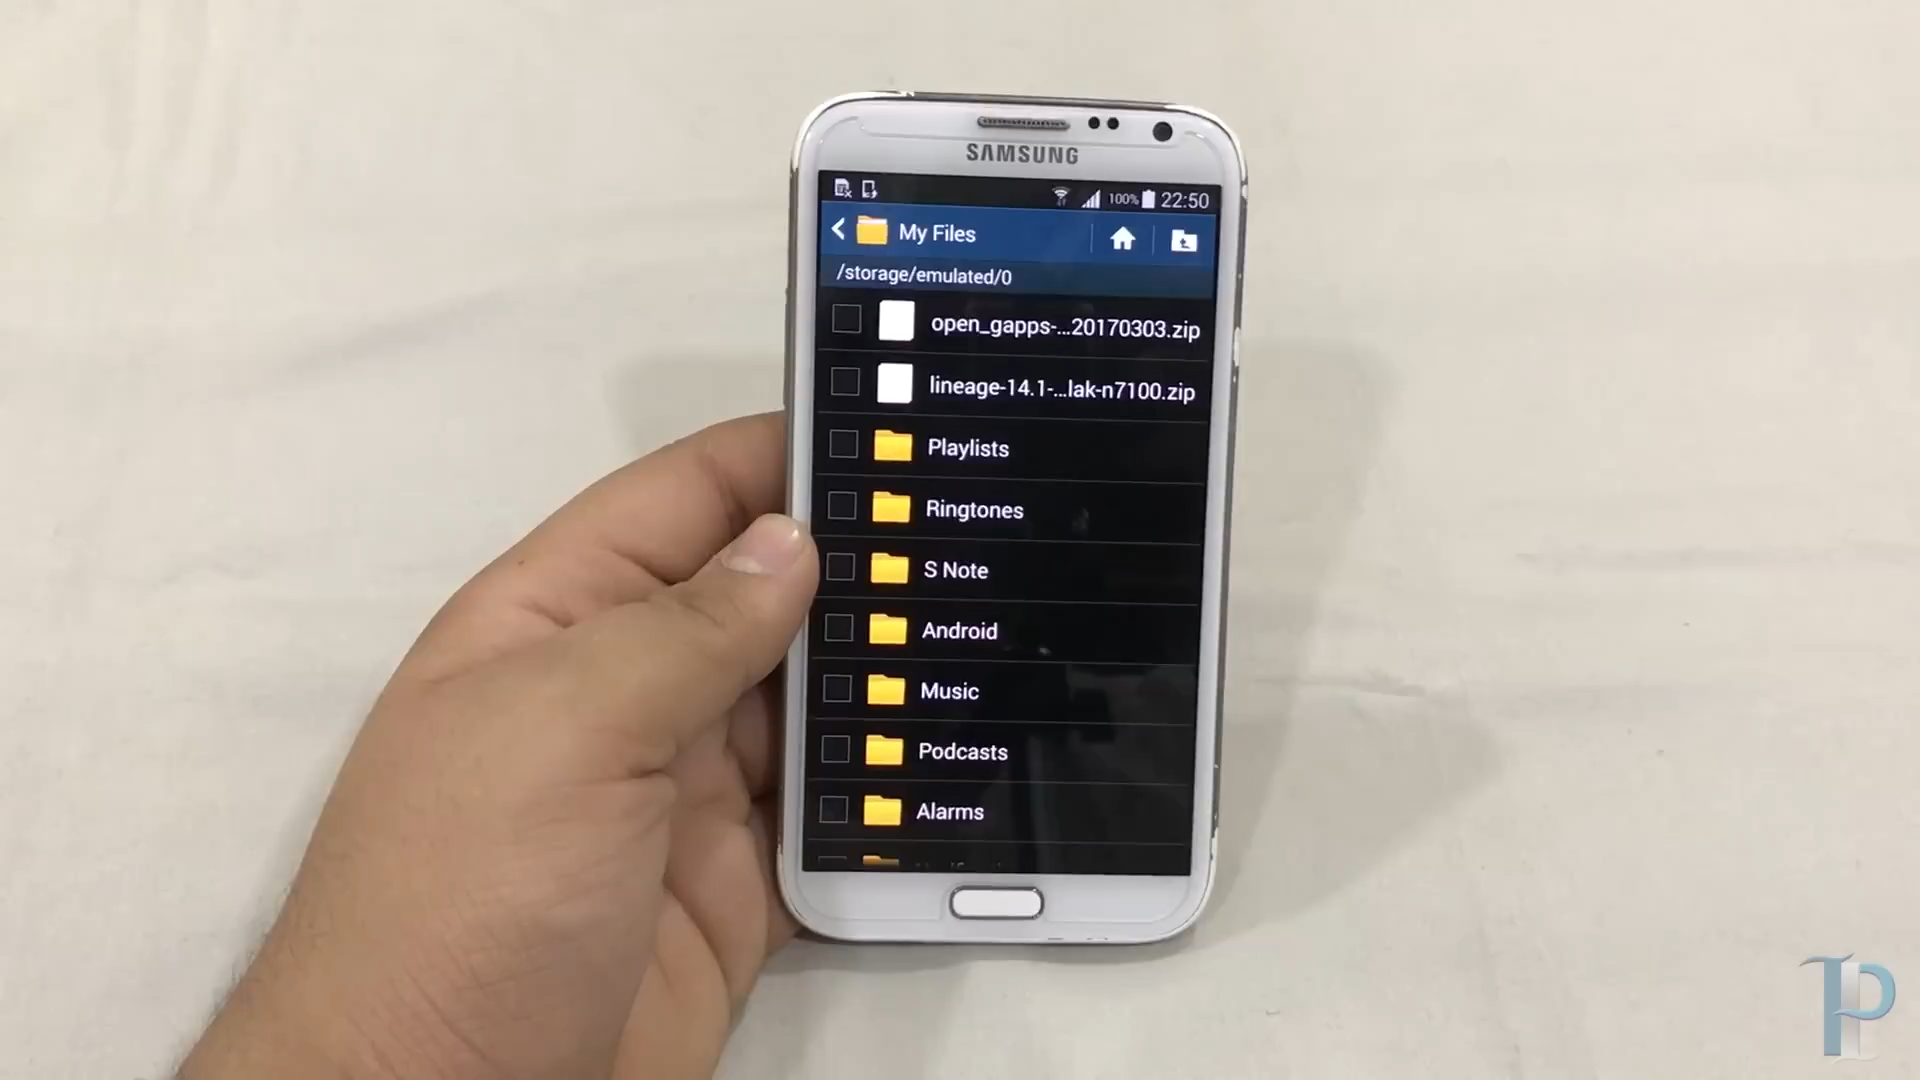 SAMSUNG
100% 22:50
My Files
/storage/emulated/0
open_gapps-...20170303.zip
lineage-14.1-...lak-n7100.zip
Playlists
Ringtones
S Note
Android
Music
Podcasts
Alarms
TP